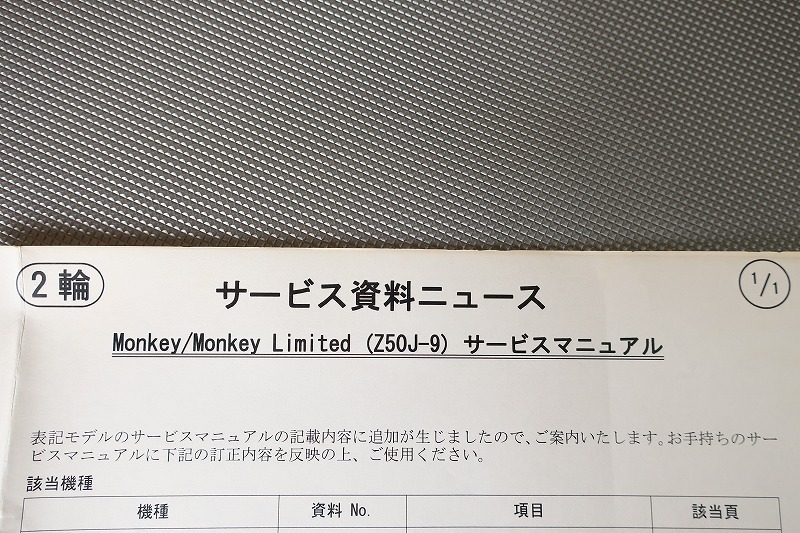 2輪
サービス資料ニュース
1/1
Monkey/Monkey Limited (Z50J-9) サービスマニュアル
表記モデルのサービスマニュアルの記載内容に追加が生じましたので、ご案内いたします。お手持ちのサー
ビスマニュアルに下記の訂正内容を反映の上、ご使用ください。
該当機種
機種 資料 No. 項目 該当頁